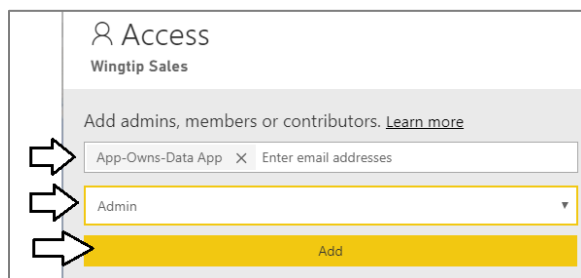 Access
Wingtip Sales
Add admins, members or contributors. Learn more
App-Owns-Data App × Enter email addresses
Admin
Add